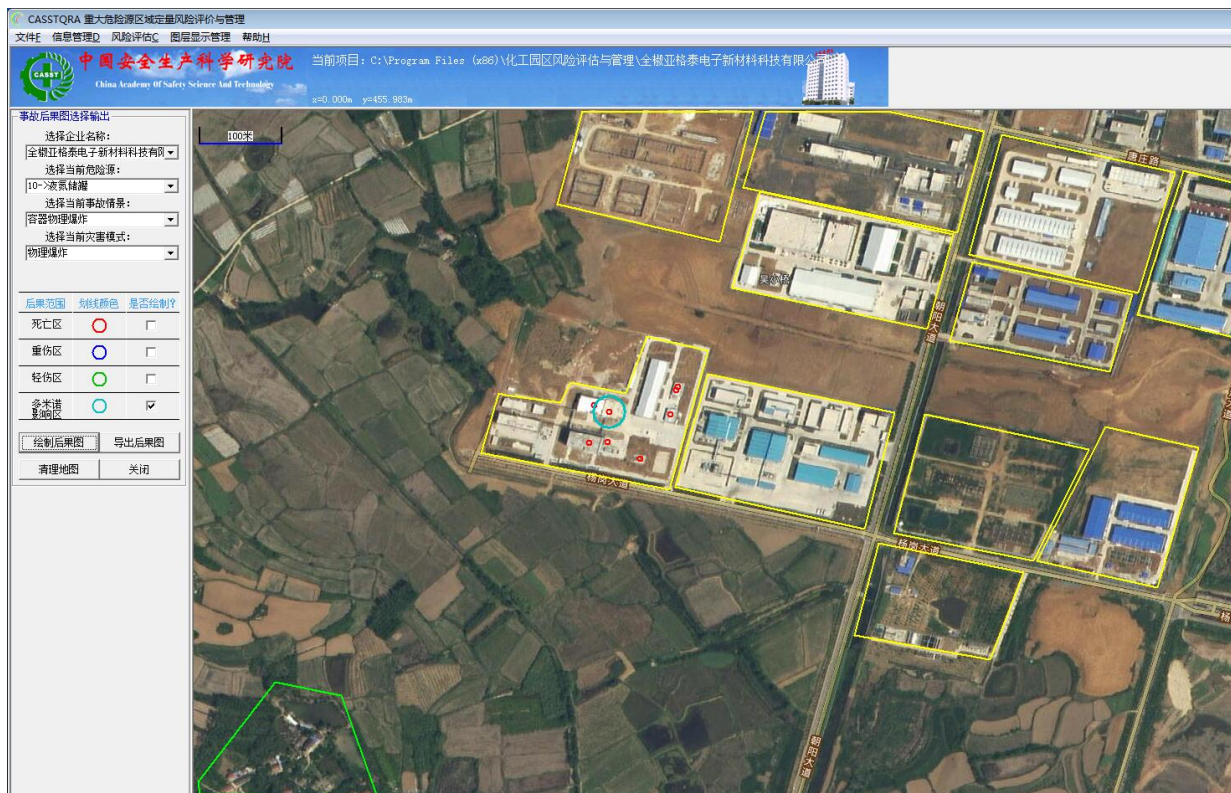 CASSTQRA 重大危险源区域定量风险评价与管理
文件F 信息管理D 风险评估C 图层显示管理 帮助H
CASST
中国安全生产科学研究院
China Academy Of Safety Science And Technology
当前项目: C:\Program Files (x86)\化工园区风险评估与管理\全椒亚格泰电子新材料科技有限公司
x=0.000m y=455.983m
事故后果图选择输出
选择企业名称:
全椒亚格泰电子新材料科技有限
选择当前危险源:
10->液氮储罐
选择当前事故情景:
容器物理爆炸
选择当前灾害模式:
物理爆炸
后果范围 划线颜色 是否绘制?
死亡区
重伤区
轻伤区
多米诺
影响区
绘制后果图 导出后果图
清理地图 关闭
100米
唐庄路
吴小桥
朝阳大道
杨岗大道
杨岗大道
杨
朝阳大道